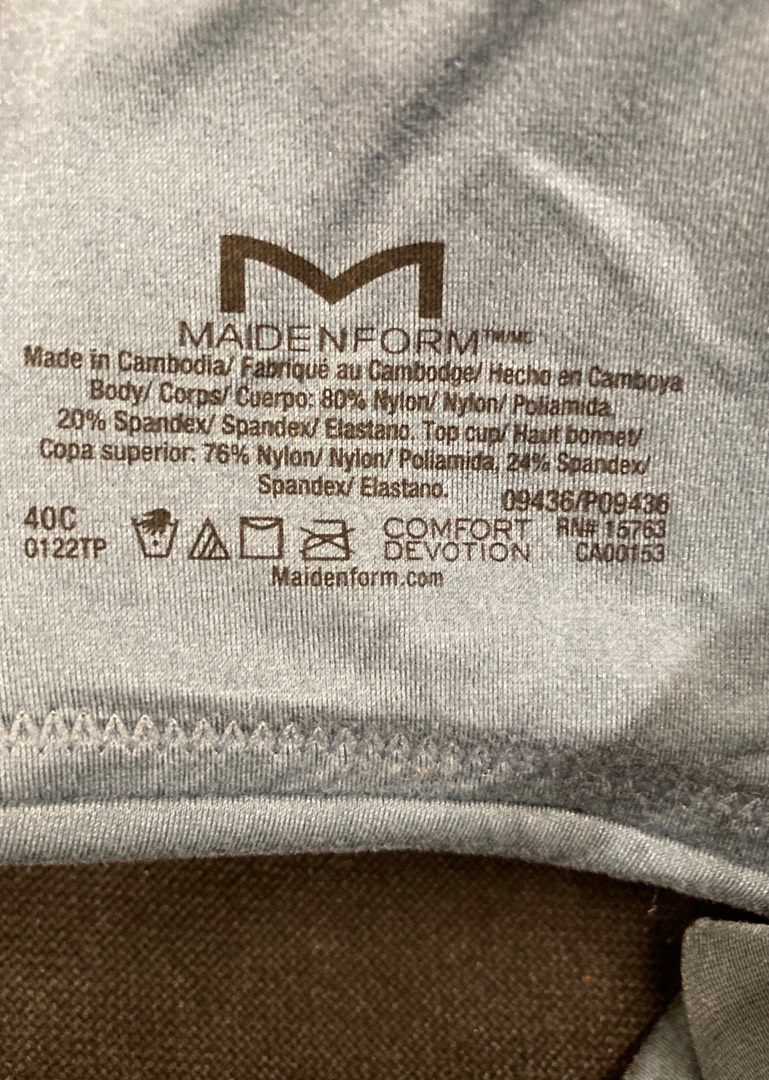 MAIDENFORM™/MC
Made in Cambodia/ Fabriqué au Cambodge/ Hecho en Camboya
Body/ Corps/ Cuerpo: 80% Nylon/ Nylon/ Poliamida,
20% Spandex/ Spandex/ Elastano. Top cup/ Haut bonnet/
Copa superior: 76% Nylon/ Nylon/ Poliamida, 24% Spandex/
Spandex/ Elastano.
09436/P09436
40C
0122TP
COMFORT
DEVOTION
RN# 15763
CA00153
Maidenform.com